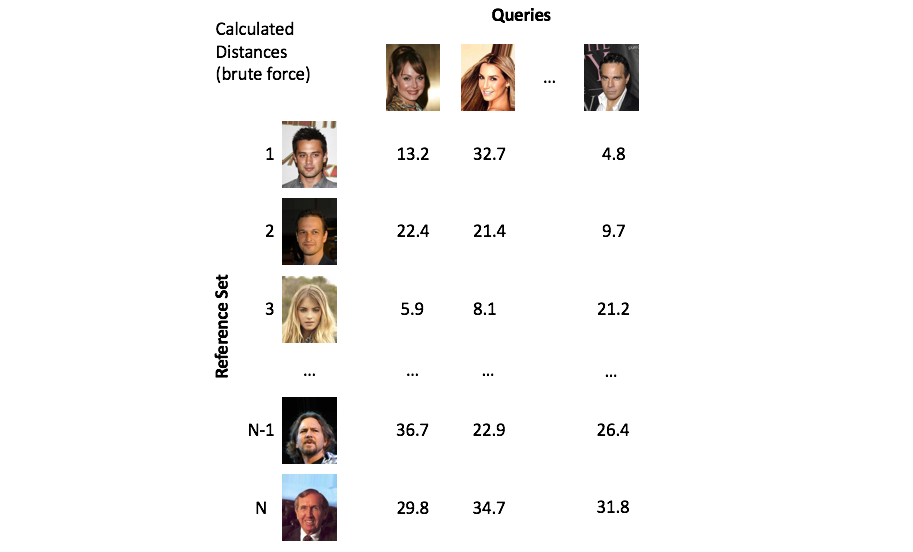 Queries
Calculated
Distances
(brute force)
...
1 13.2 32.7 4.8
2 22.4 21.4 9.7
Reference Set
3 5.9 8.1 21.2
... ... ... ...
N-1 36.7 22.9 26.4
N 29.8 34.7 31.8